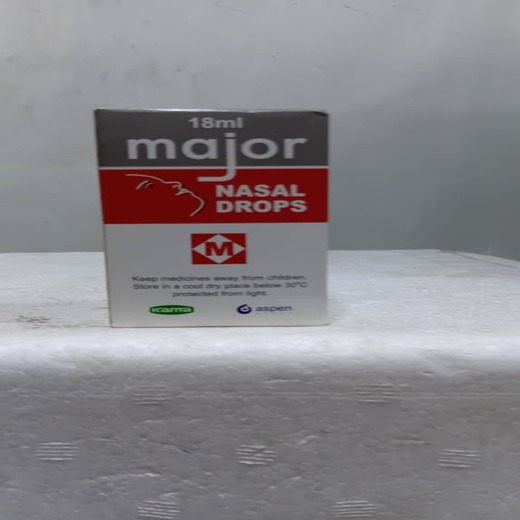 18ml
major
NASAL
DROPS
M
Keep medicines away from children.
Store in a cool dry place below 30°C
protected from light.
Kama
aspen